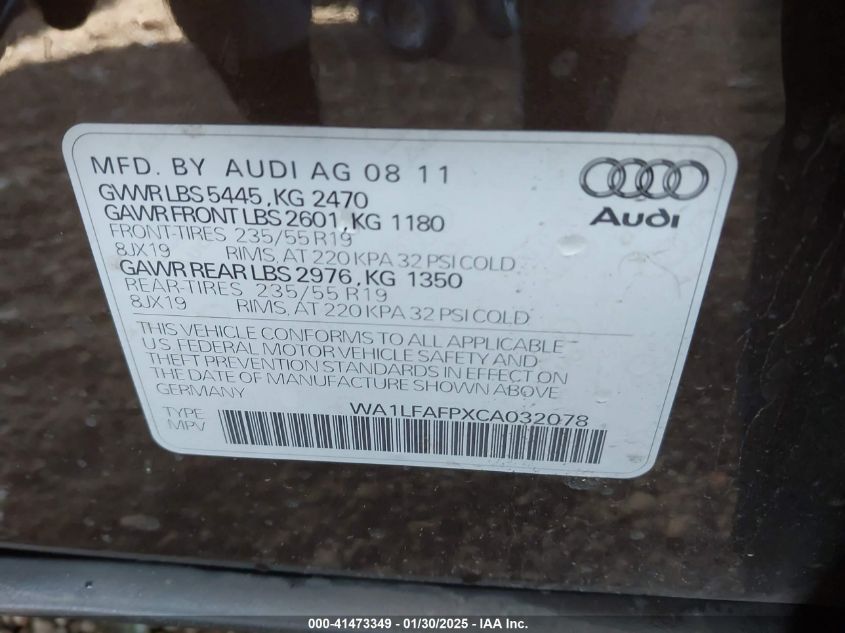 MFD. BY AUDI AG 08 11
GVWR LBS 5445, KG 2470
GAWR FRONT LBS 2601, KG 1180
FRONT-TIRES 235/55 R19
8JX19 RIMS, AT 220 KPA 32 PSI COLD
GAWR REAR LBS 2976, KG 1350
REAR-TIRES 235/55 R19
8JX19 RIMS, AT 220 KPA 32 PSI COLD
Audi
THIS VEHICLE CONFORMS TO ALL APPLICABLE
U.S. FEDERAL MOTOR VEHICLE SAFETY AND
THEFT PREVENTION STANDARDS IN EFFECT ON
THE DATE OF MANUFACTURE SHOWN ABOVE
GERMANY
WA1LFAFPXCA032078
TYPE
MPV
000-41473349 — 01/30/2025 — IAA Inc.